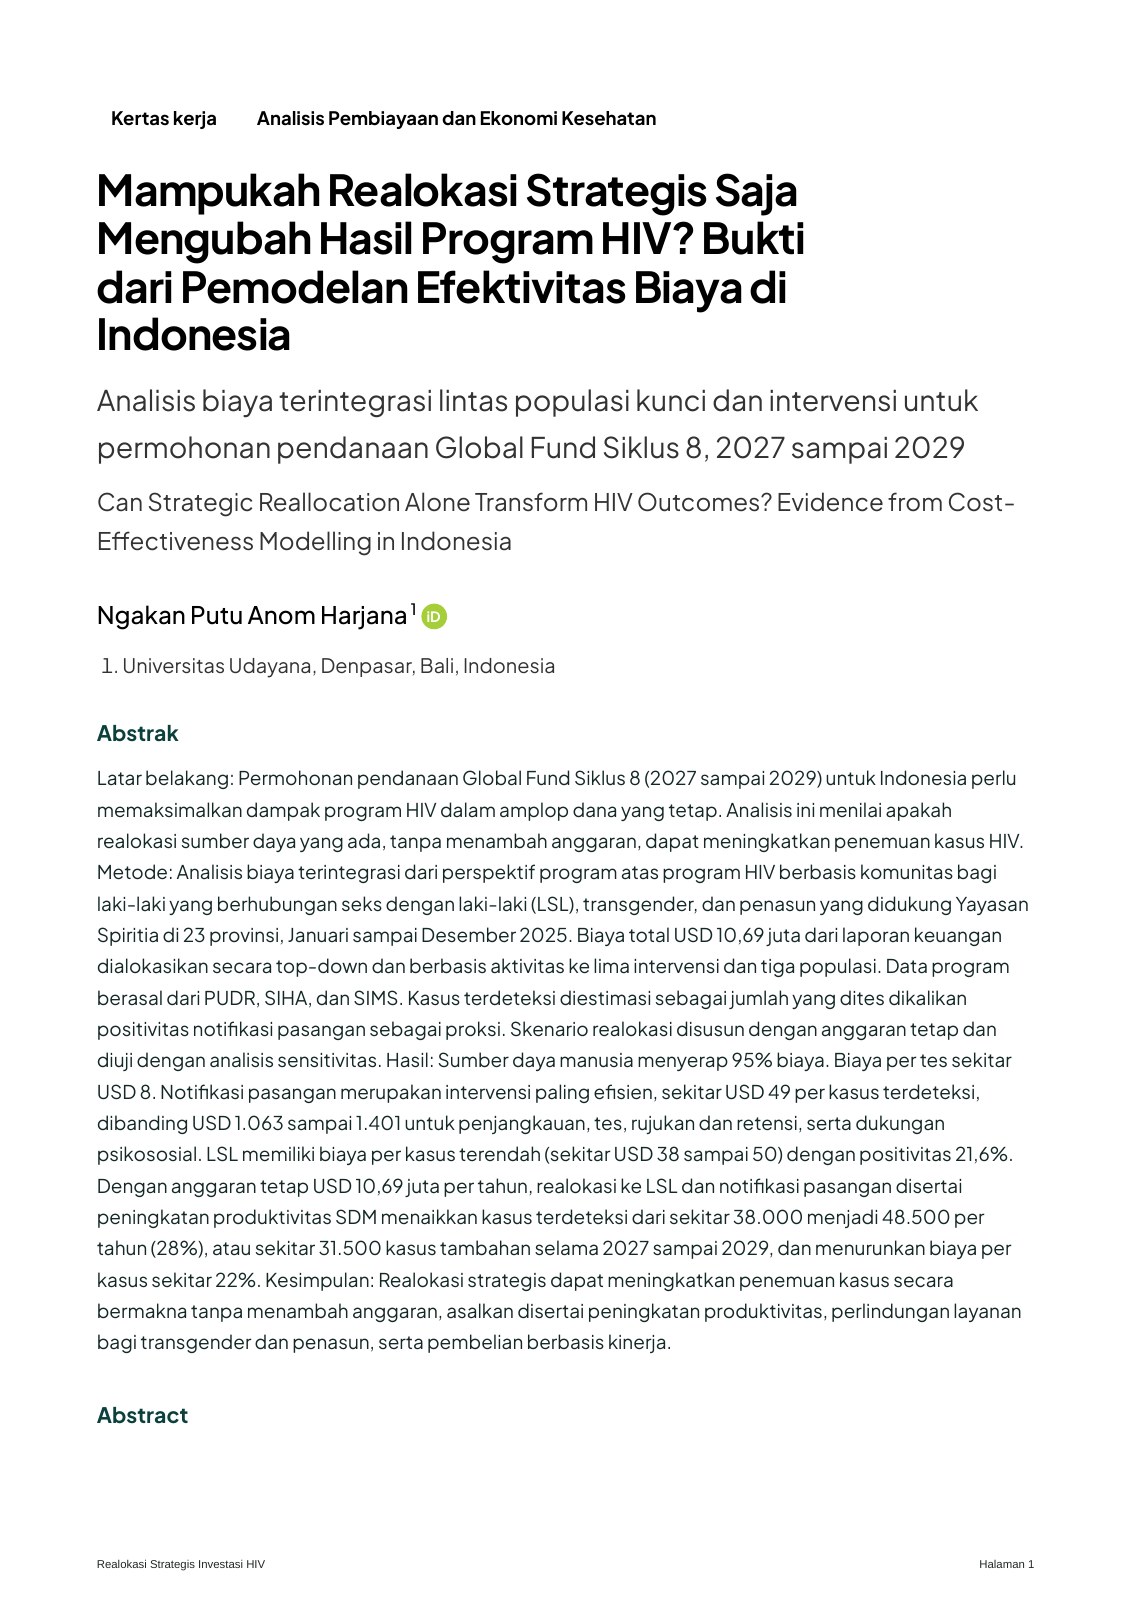 Kertas kerja Analisis Pembiayaan dan Ekonomi Kesehatan
Mampukah Realokasi Strategis Saja
Mengubah Hasil Program HIV? Bukti
dari Pemodelan Efektivitas Biaya di
Indonesia
Analisis biaya terintegrasi lintas populasi kunci dan intervensi untuk
permohonan pendanaan Global Fund Siklus 8, 2027 sampai 2029
Can Strategic Reallocation Alone Transform HIV Outcomes? Evidence from Cost-
Effectiveness Modelling in Indonesia
Ngakan Putu Anom Harjana 1 iD
1. Universitas Udayana, Denpasar, Bali, Indonesia
Abstrak
Latar belakang: Permohonan pendanaan Global Fund Siklus 8 (2027 sampai 2029) untuk Indonesia perlu
memaksimalkan dampak program HIV dalam amplop dana yang tetap. Analisis ini menilai apakah
realokasi sumber daya yang ada, tanpa menambah anggaran, dapat meningkatkan penemuan kasus HIV.
Metode: Analisis biaya terintegrasi dari perspektif program atas program HIV berbasis komunitas bagi
laki-laki yang berhubungan seks dengan laki-laki (LSL), transgender, dan penasun yang didukung Yayasan
Spiritia di 23 provinsi, Januari sampai Desember 2025. Biaya total USD 10,69 juta dari laporan keuangan
dialokasikan secara top-down dan berbasis aktivitas ke lima intervensi dan tiga populasi. Data program
berasal dari PUDR, SIHA, dan SIMS. Kasus terdeteksi diestimasi sebagai jumlah yang dites dikalikan
positivitas notifikasi pasangan sebagai proksi. Skenario realokasi disusun dengan anggaran tetap dan
diuji dengan analisis sensitivitas. Hasil: Sumber daya manusia menyerap 95% biaya. Biaya per tes sekitar
USD 8. Notifikasi pasangan merupakan intervensi paling efisien, sekitar USD 49 per kasus terdeteksi,
dibanding USD 1.063 sampai 1.401 untuk penjangkauan, tes, rujukan dan retensi, serta dukungan
psikososial. LSL memiliki biaya per kasus terendah (sekitar USD 38 sampai 50) dengan positivitas 21,6%.
Dengan anggaran tetap USD 10,69 juta per tahun, realokasi ke LSL dan notifikasi pasangan disertai
peningkatan produktivitas SDM menaikkan kasus terdeteksi dari sekitar 38.000 menjadi 48.500 per
tahun (28%), atau sekitar 31.500 kasus tambahan selama 2027 sampai 2029, dan menurunkan biaya per
kasus sekitar 22%. Kesimpulan: Realokasi strategis dapat meningkatkan penemuan kasus secara
bermakna tanpa menambah anggaran, asalkan disertai peningkatan produktivitas, perlindungan layanan
bagi transgender dan penasun, serta pembelian berbasis kinerja.
Abstract
Realokasi Strategis Investasi HIV Halaman 1